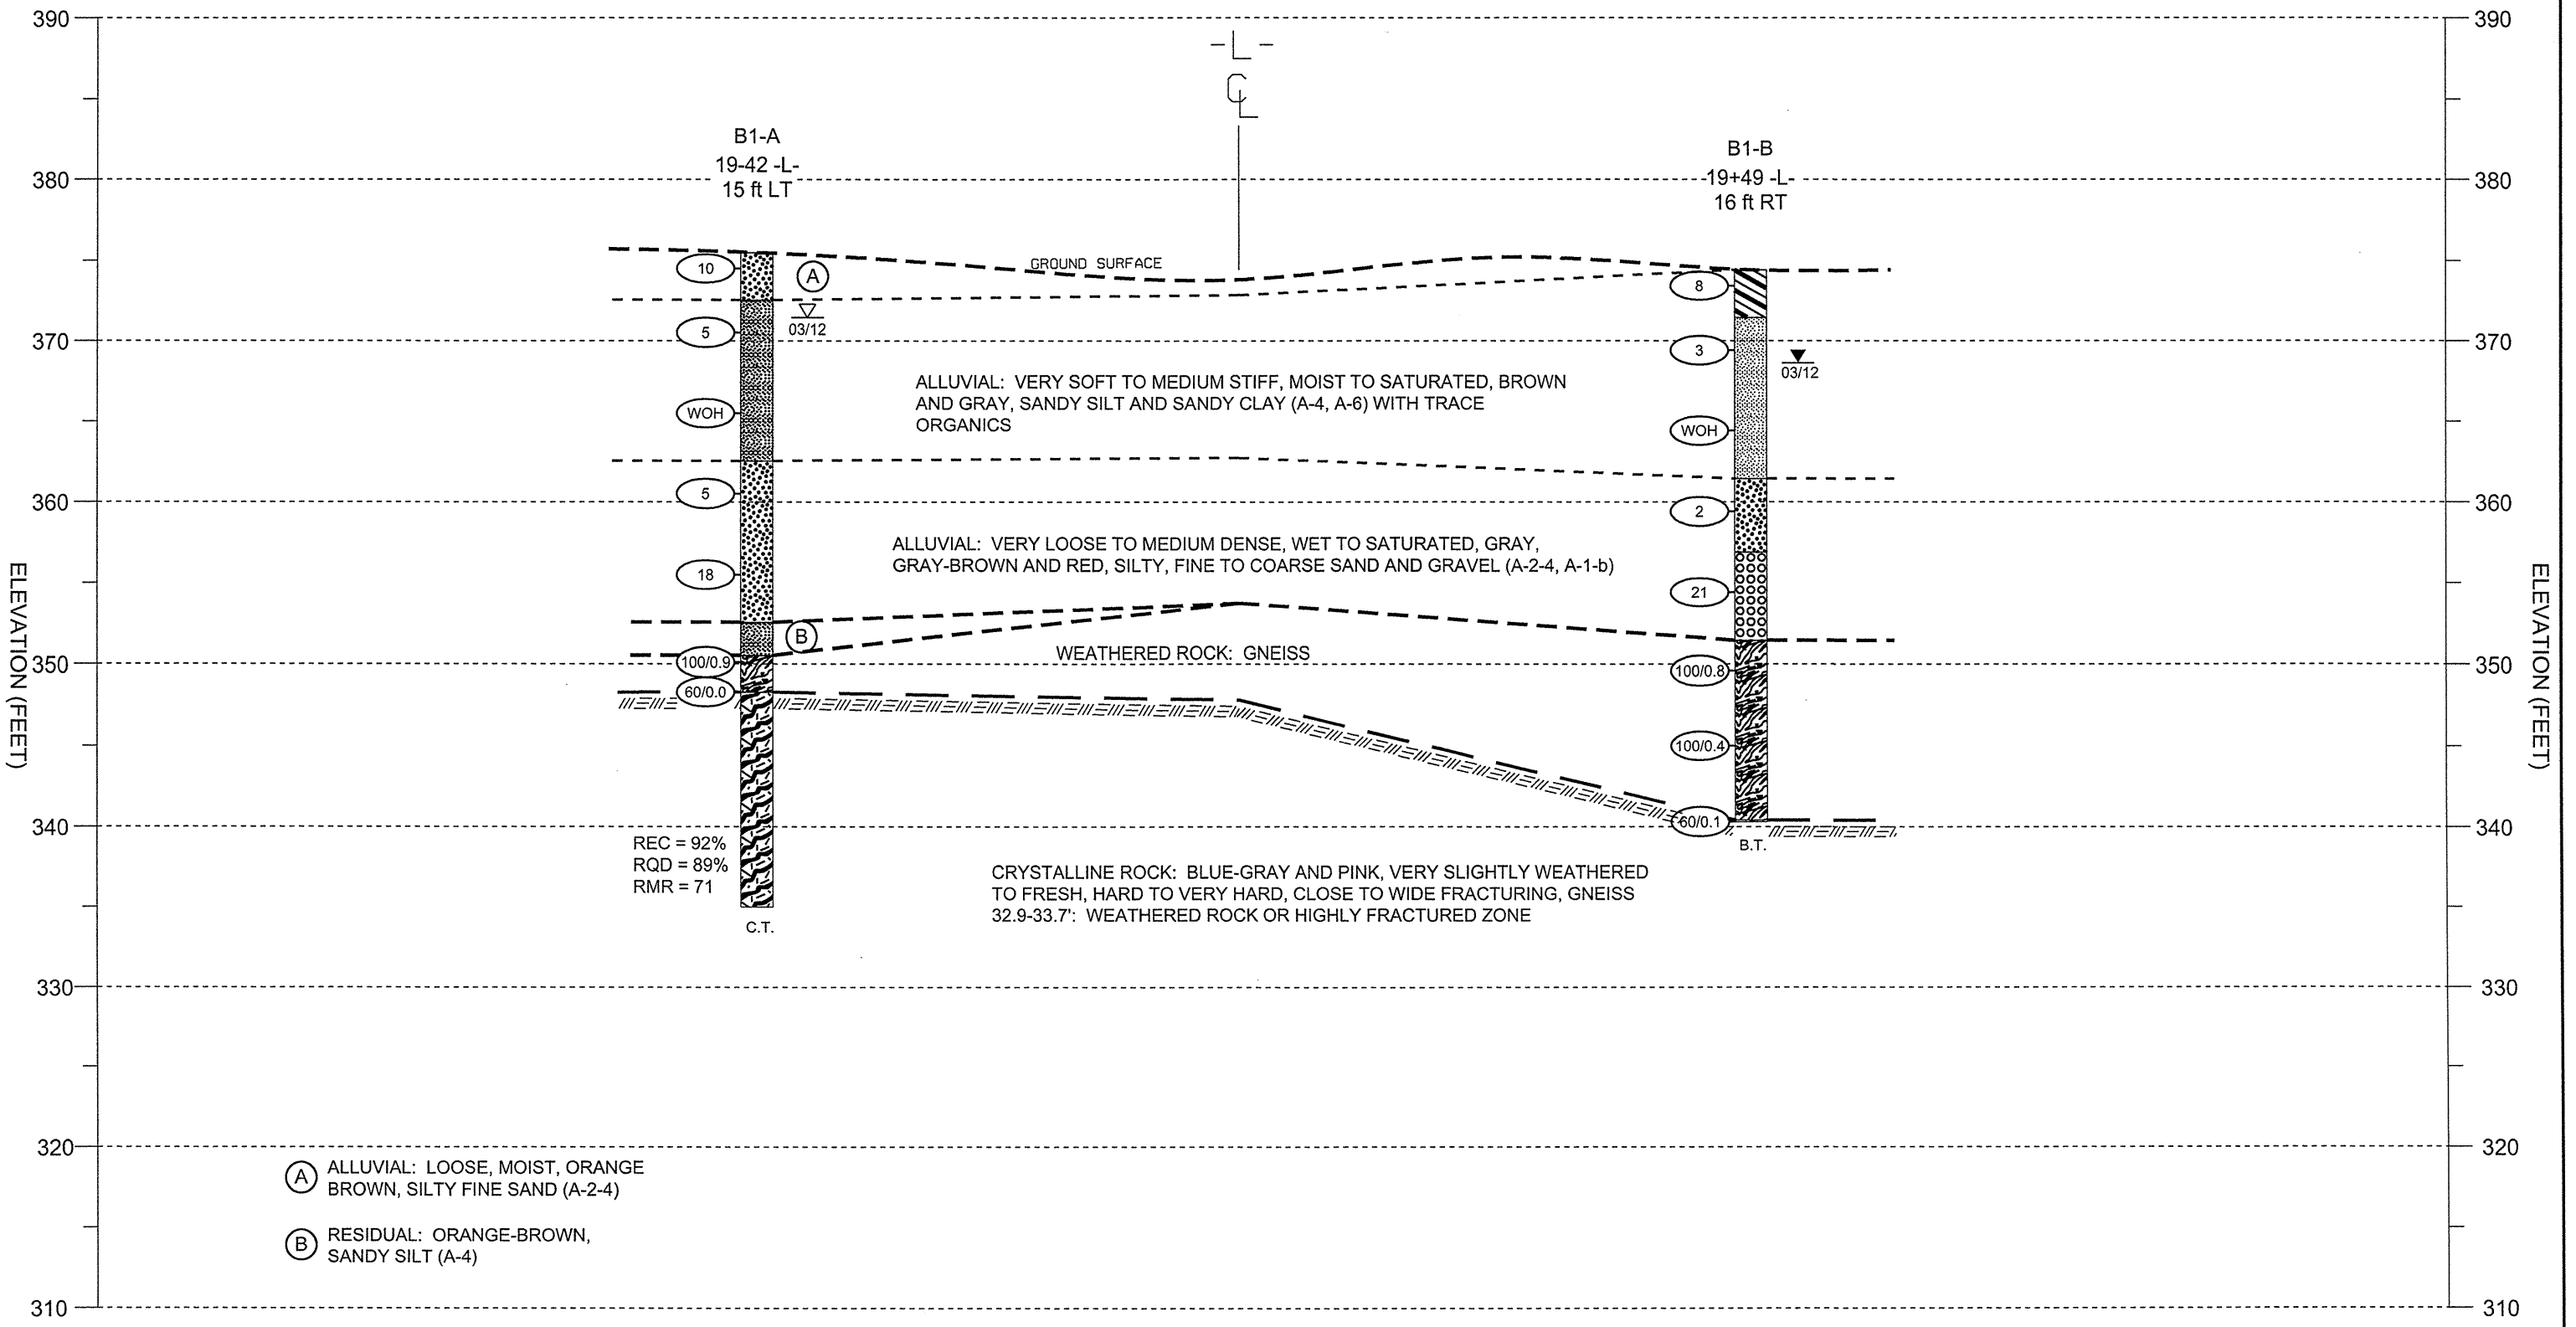 390
390
-L-
CL
B1-A
19-42 -L-
15 ft LT
B1-B
19+49 -L-
16 ft RT
380
380
GROUND SURFACE
10
A
8
03/12
5
370
3
370
03/12
ALLUVIAL: VERY SOFT TO MEDIUM STIFF, MOIST TO SATURATED, BROWN
AND GRAY, SANDY SILT AND SANDY CLAY (A-4, A-6) WITH TRACE
ORGANICS
WOH
WOH
5
360
2
360
ALLUVIAL: VERY LOOSE TO MEDIUM DENSE, WET TO SATURATED, GRAY,
GRAY-BROWN AND RED, SILTY, FINE TO COARSE SAND AND GRAVEL (A-2-4, A-1-b)
18
21
ELEVATION (FEET)
ELEVATION (FEET)
B
WEATHERED ROCK: GNEISS
350
100/0.9
100/0.8
350
60/0.0
100/0.4
340
60/0.1
340
B.T.
REC = 92%
RQD = 89%
RMR = 71
C.T.
CRYSTALLINE ROCK: BLUE-GRAY AND PINK, VERY SLIGHTLY WEATHERED
TO FRESH, HARD TO VERY HARD, CLOSE TO WIDE FRACTURING, GNEISS
32.9-33.7': WEATHERED ROCK OR HIGHLY FRACTURED ZONE
330
330
320
320
A ALLUVIAL: LOOSE, MOIST, ORANGE
BROWN, SILTY FINE SAND (A-2-4)
B RESIDUAL: ORANGE-BROWN,
SANDY SILT (A-4)
310
310